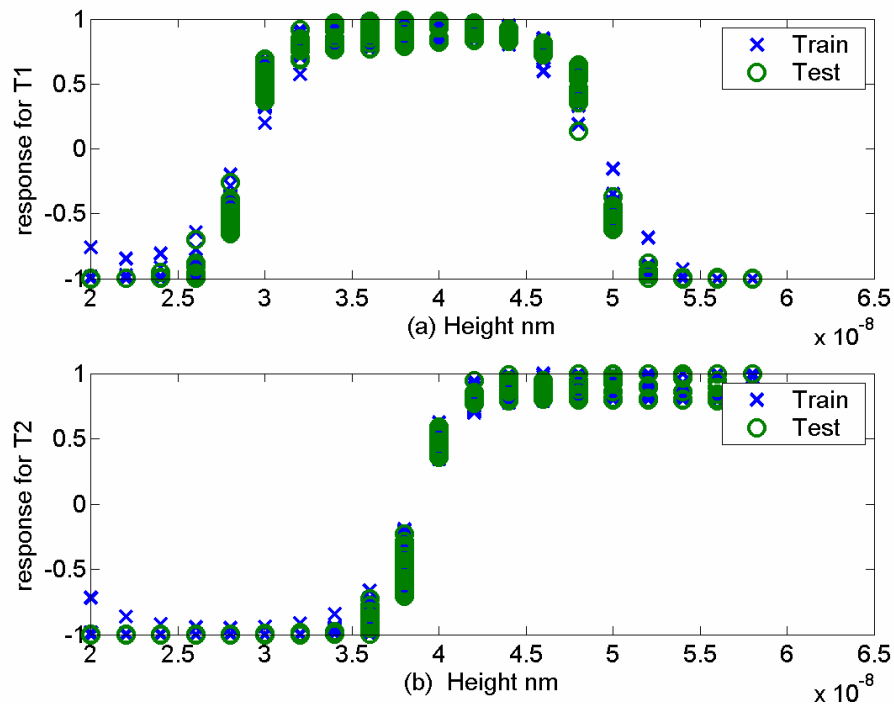 1
0.5
0
-0.5
-1
response for T1
Train
Test
2 2.5 3 3.5 4 4.5 5 5.5 6 6.5
(a) Height nm
x 10-8
1
0.5
0
-0.5
-1
response for T2
Train
Test
2 2.5 3 3.5 4 4.5 5 5.5 6 6.5
(b) Height nm
x 10-8